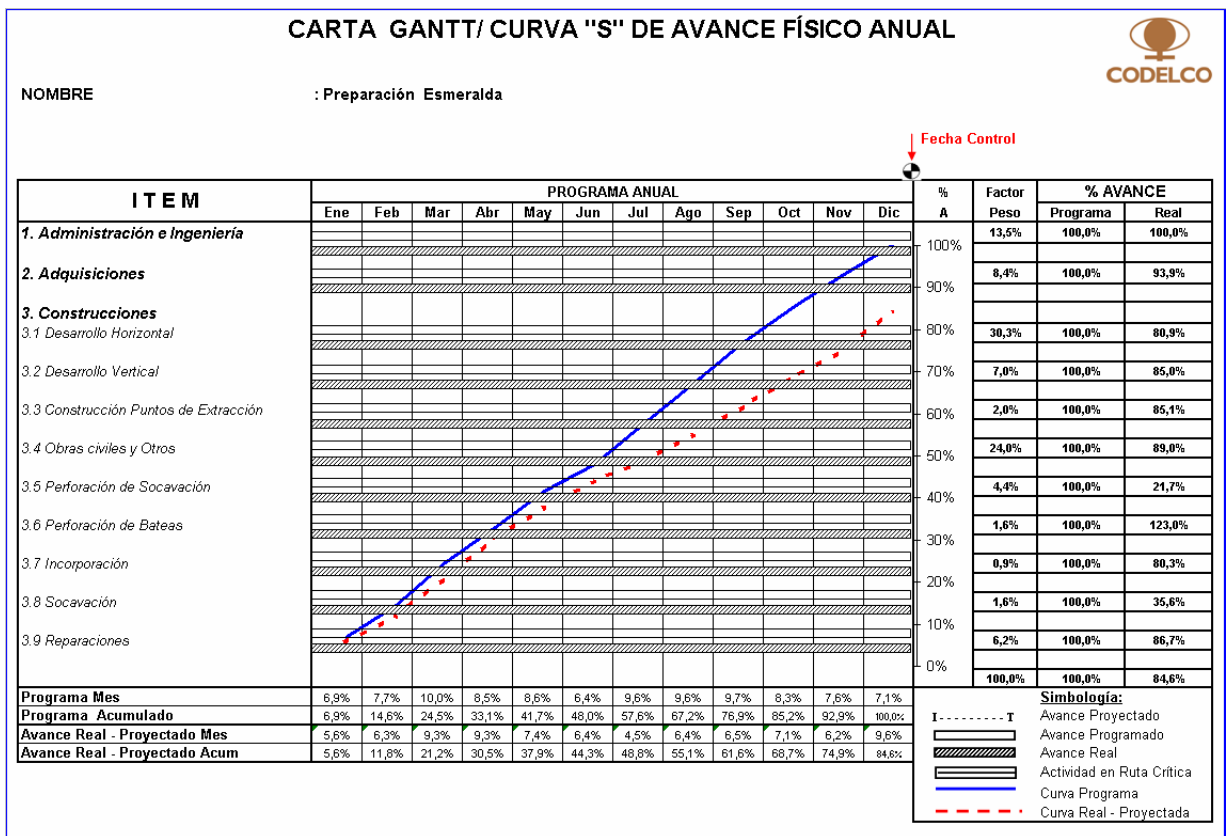 CARTA GANTT/ CURVA "S" DE AVANCE FÍSICO ANUAL
CODELCO
NOMBRE : Preparación Esmeralda
Fecha Control
ITEM PROGRAMA ANUAL % Factor % AVANCE
Ene Feb Mar Abr May Jun Jul Ago Sep Oct Nov Dic A Peso Programa Real
1. Administración e Ingeniería 13,5% 100,0% 100,0%
100%
2. Adquisiciones 8,4% 100,0% 93,9%
90%
3. Construcciones
3.1 Desarrollo Horizontal 80% 30,3% 100,0% 80,9%
3.2 Desarrollo Vertical 70% 7,0% 100,0% 85,0%
3.3 Construcción Puntos de Extracción 60% 2,0% 100,0% 85,1%
3.4 Obras civiles y Otros 50% 24,0% 100,0% 89,0%
3.5 Perforación de Socavación 4,4% 100,0% 21,7%
40%
3.6 Perforación de Bateas 1,6% 100,0% 123,0%
30%
3.7 Incorporación 0,9% 100,0% 80,3%
20%
3.8 Socavación 1,6% 100,0% 35,6%
10%
3.9 Reparaciones 6,2% 100,0% 86,7%
0%
100,0% 100,0% 84,6%
Programa Mes 6,9% 7,7% 10,0% 8,5% 8,6% 6,4% 9,6% 9,6% 9,7% 8,3% 7,6% 7,1%
Programa Acumulado 6,9% 14,6% 24,5% 33,1% 41,7% 48,0% 57,6% 67,2% 76,9% 85,2% 92,9% 100,0%
Avance Real - Proyectado Mes 5,6% 6,3% 9,3% 9,3% 7,4% 6,4% 4,5% 6,4% 6,5% 7,1% 6,2% 9,6%
Avance Real - Proyectado Acum 5,6% 11,8% 21,2% 30,5% 37,9% 44,3% 48,8% 55,1% 61,6% 68,7% 74,9% 84,6%
Simbología:
I---------T Avance Proyectado
Avance Programado
Avance Real
Actividad en Ruta Crítica
Curva Programa
Curva Real - Proyectada